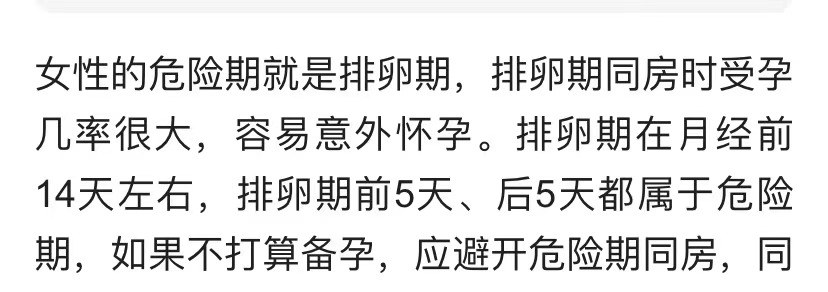 女性的危险期就是排卵期，排卵期同房时受孕
几率很大，容易意外怀孕。排卵期在月经前
14天左右，排卵期前5天、后5天都属于危险
期，如果不打算备孕，应避开危险期同房，同